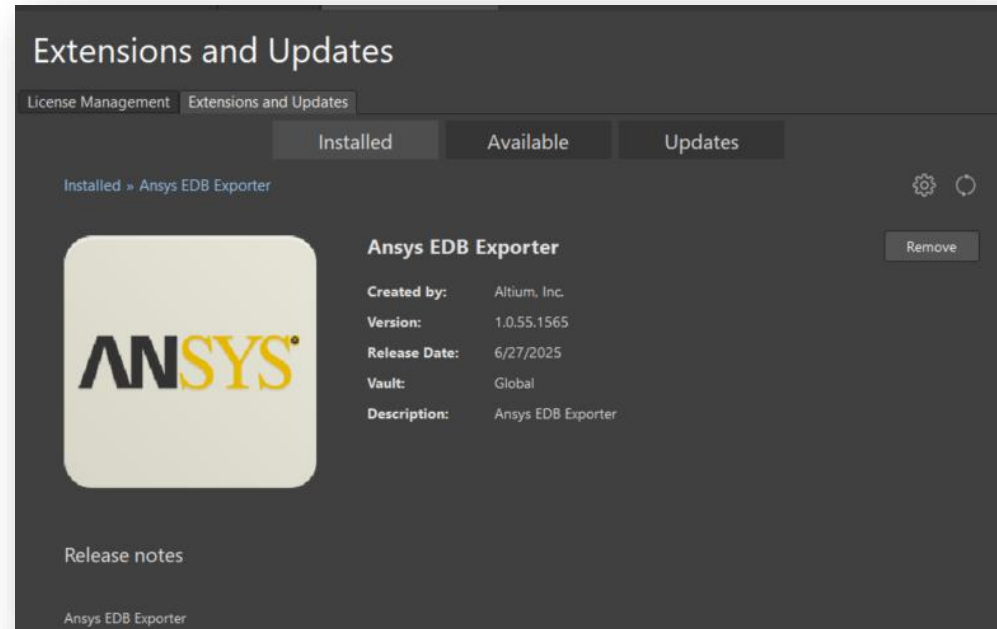 Extensions and Updates
License Management Extensions and Updates
Installed Available Updates
Installed » Ansys EDB Exporter
ANSYS®
Ansys EDB Exporter
Remove
Created by: Altium, Inc.
Version: 1.0.55.1565
Release Date: 6/27/2025
Vault: Global
Description: Ansys EDB Exporter
Release notes
Ansys EDB Exporter